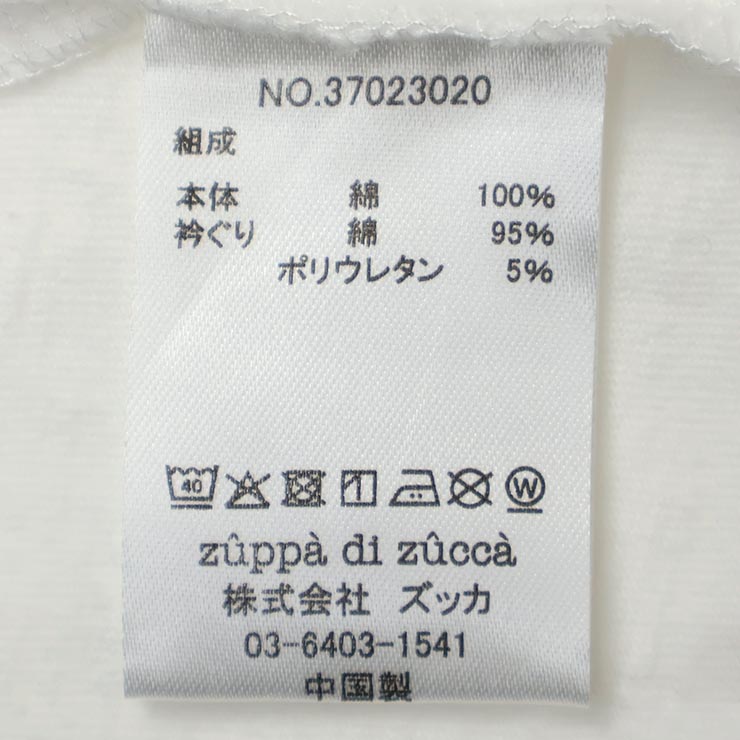 NO.37023020
組成
本体 綿 100%
衿ぐり 綿 95%
ポリウレタン 5%
40 W
zûppà di zûccà
株式会社 ズッカ
03-6403-1541
中国製